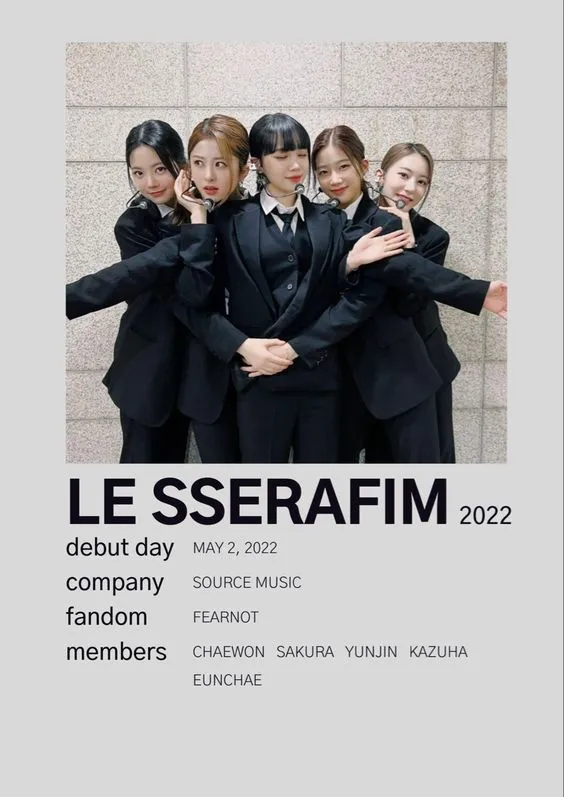 LE SSERAFIM 2022
debut day MAY 2, 2022
company SOURCE MUSIC
fandom FEARNOT
members CHAEWON SAKURA YUNJIN KAZUHA
EUNCHAE